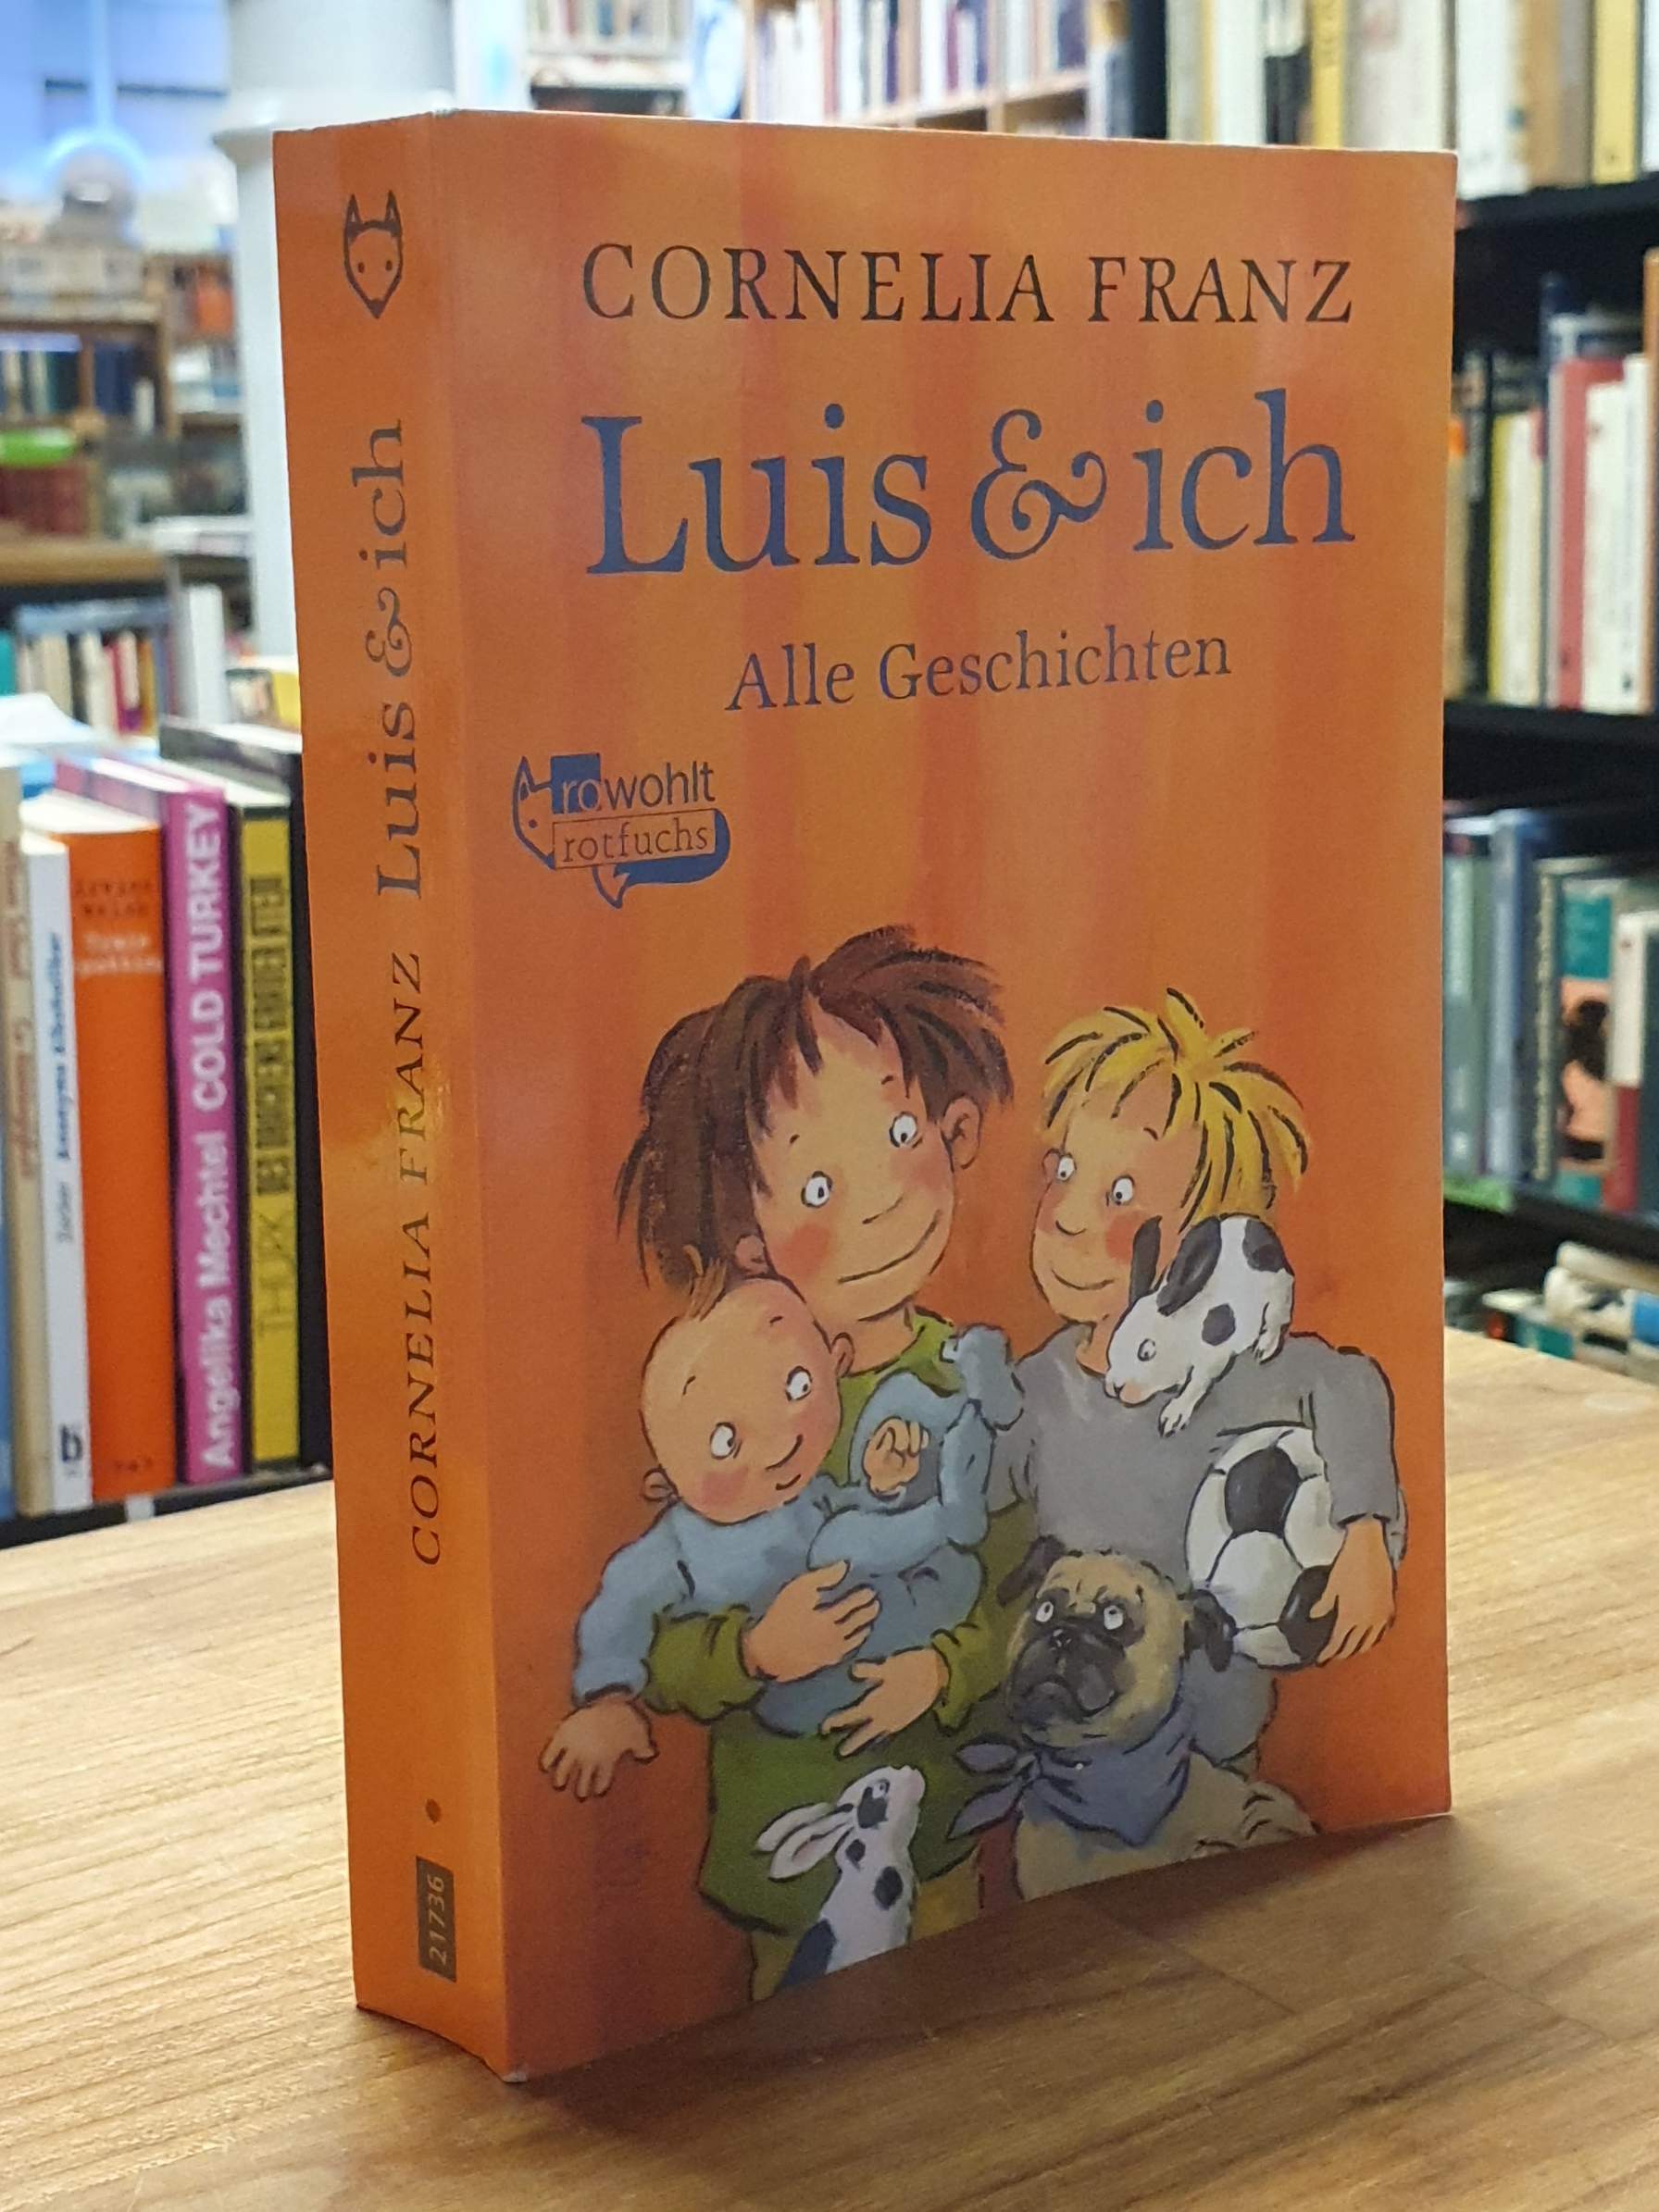 CORNELIA FRANZ
Luis & ich
Alle Geschichten
rowohlt
rotfuchs
CORNELIA FRANZ Luis & ich
21736
Angelika Mechtel COLD TURKEY